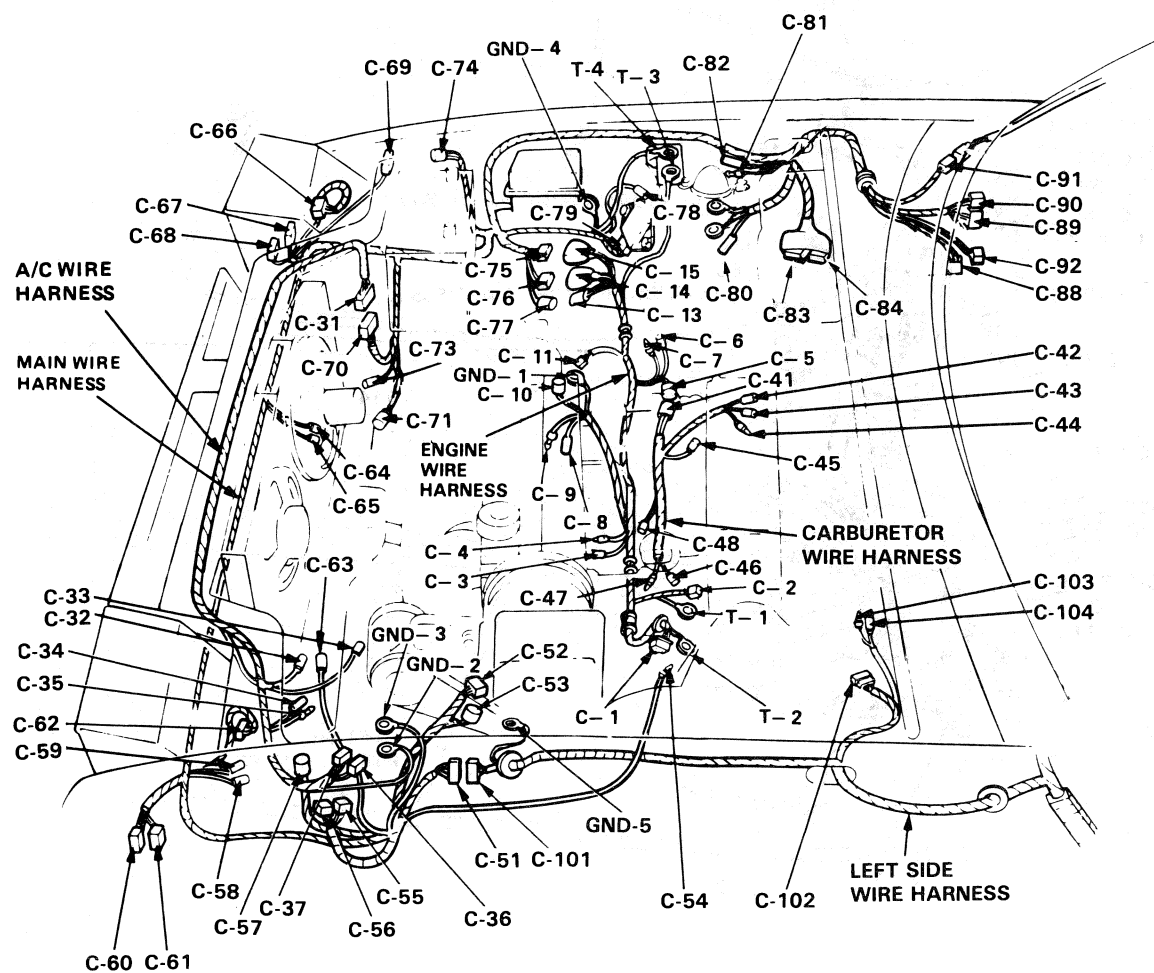 C-81
GND-4
C-69
C-74
T-4
T-3
C-82
C-66
C-91
C-67
C-90
C-68
C-79
C-78
C-89
C-92
A/C WIRE
HARNESS
C-75
C-15
C-88
C-76
C-14
C-80
C-31
C-77
C-13
C-83
C-84
C-6
C-73
C-11
C-7
C-5
C-42
MAIN WIRE
HARNESS
C-70
GND-1
C-41
C-10
C-43
C-71
C-44
ENGINE
WIRE
HARNESS
C-64
C-45
C-65
C-9
C-8
CARBURETOR
WIRE HARNESS
C-4
C-48
C-63
C-3
C-46
C-103
C-33
C-47
C-2
C-32
C-104
GND-3
T-1
C-34
GND-2
C-52
C-35
C-53
C-62
C-1
T-2
C-102
C-59
GND-5
C-51
C-101
LEFT SIDE
WIRE HARNESS
C-58
C-55
C-54
C-37
C-36
C-57
C-56
C-60
C-61